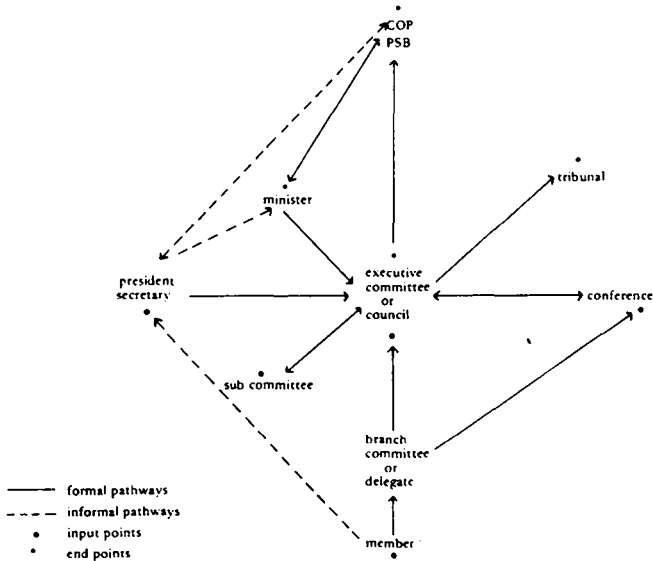 COP
PSB
tribunal
minister
president
secretary
executive
committee
or
council
conference
sub committee
branch
committee
or
delegate
member
formal pathways
informal pathways
input points
end points